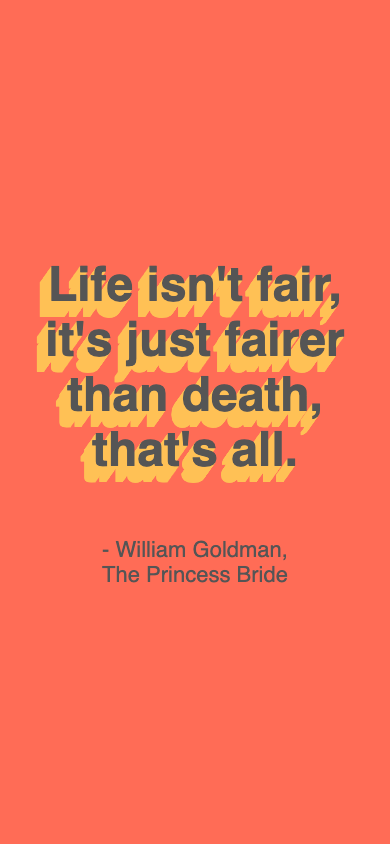 Life isn't fair,
it's just fairer
than death,
that's all.
- William Goldman,
The Princess Bride